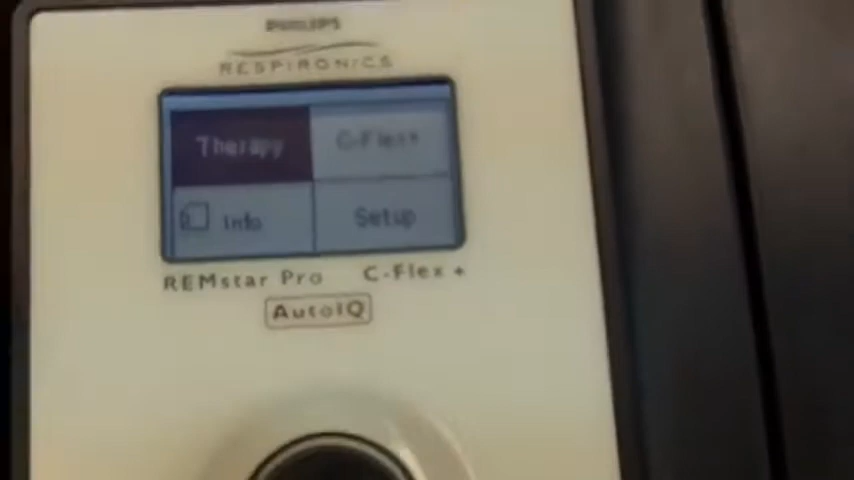 PHILIPS
RESPIRONICS
Therapy C-Flex+
Info Setup
REMstar Pro C-Flex +
AutoIQ